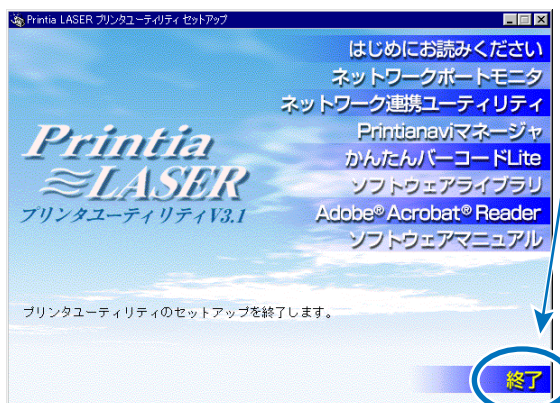 Printia LASER プリンタユーティリティ セットアップ
はじめにお読みください
ネットワークポートモニタ
ネットワーク連携ユーティリティ
Printianaviマネージャ
かんたんバーコードLite
ソフトウェアライブラリ
Adobe® Acrobat® Reader
ソフトウェアマニュアル
Printia
LASER
プリンタユーティリティV3.1
プリンタユーティリティのセットアップを終了します。
終了